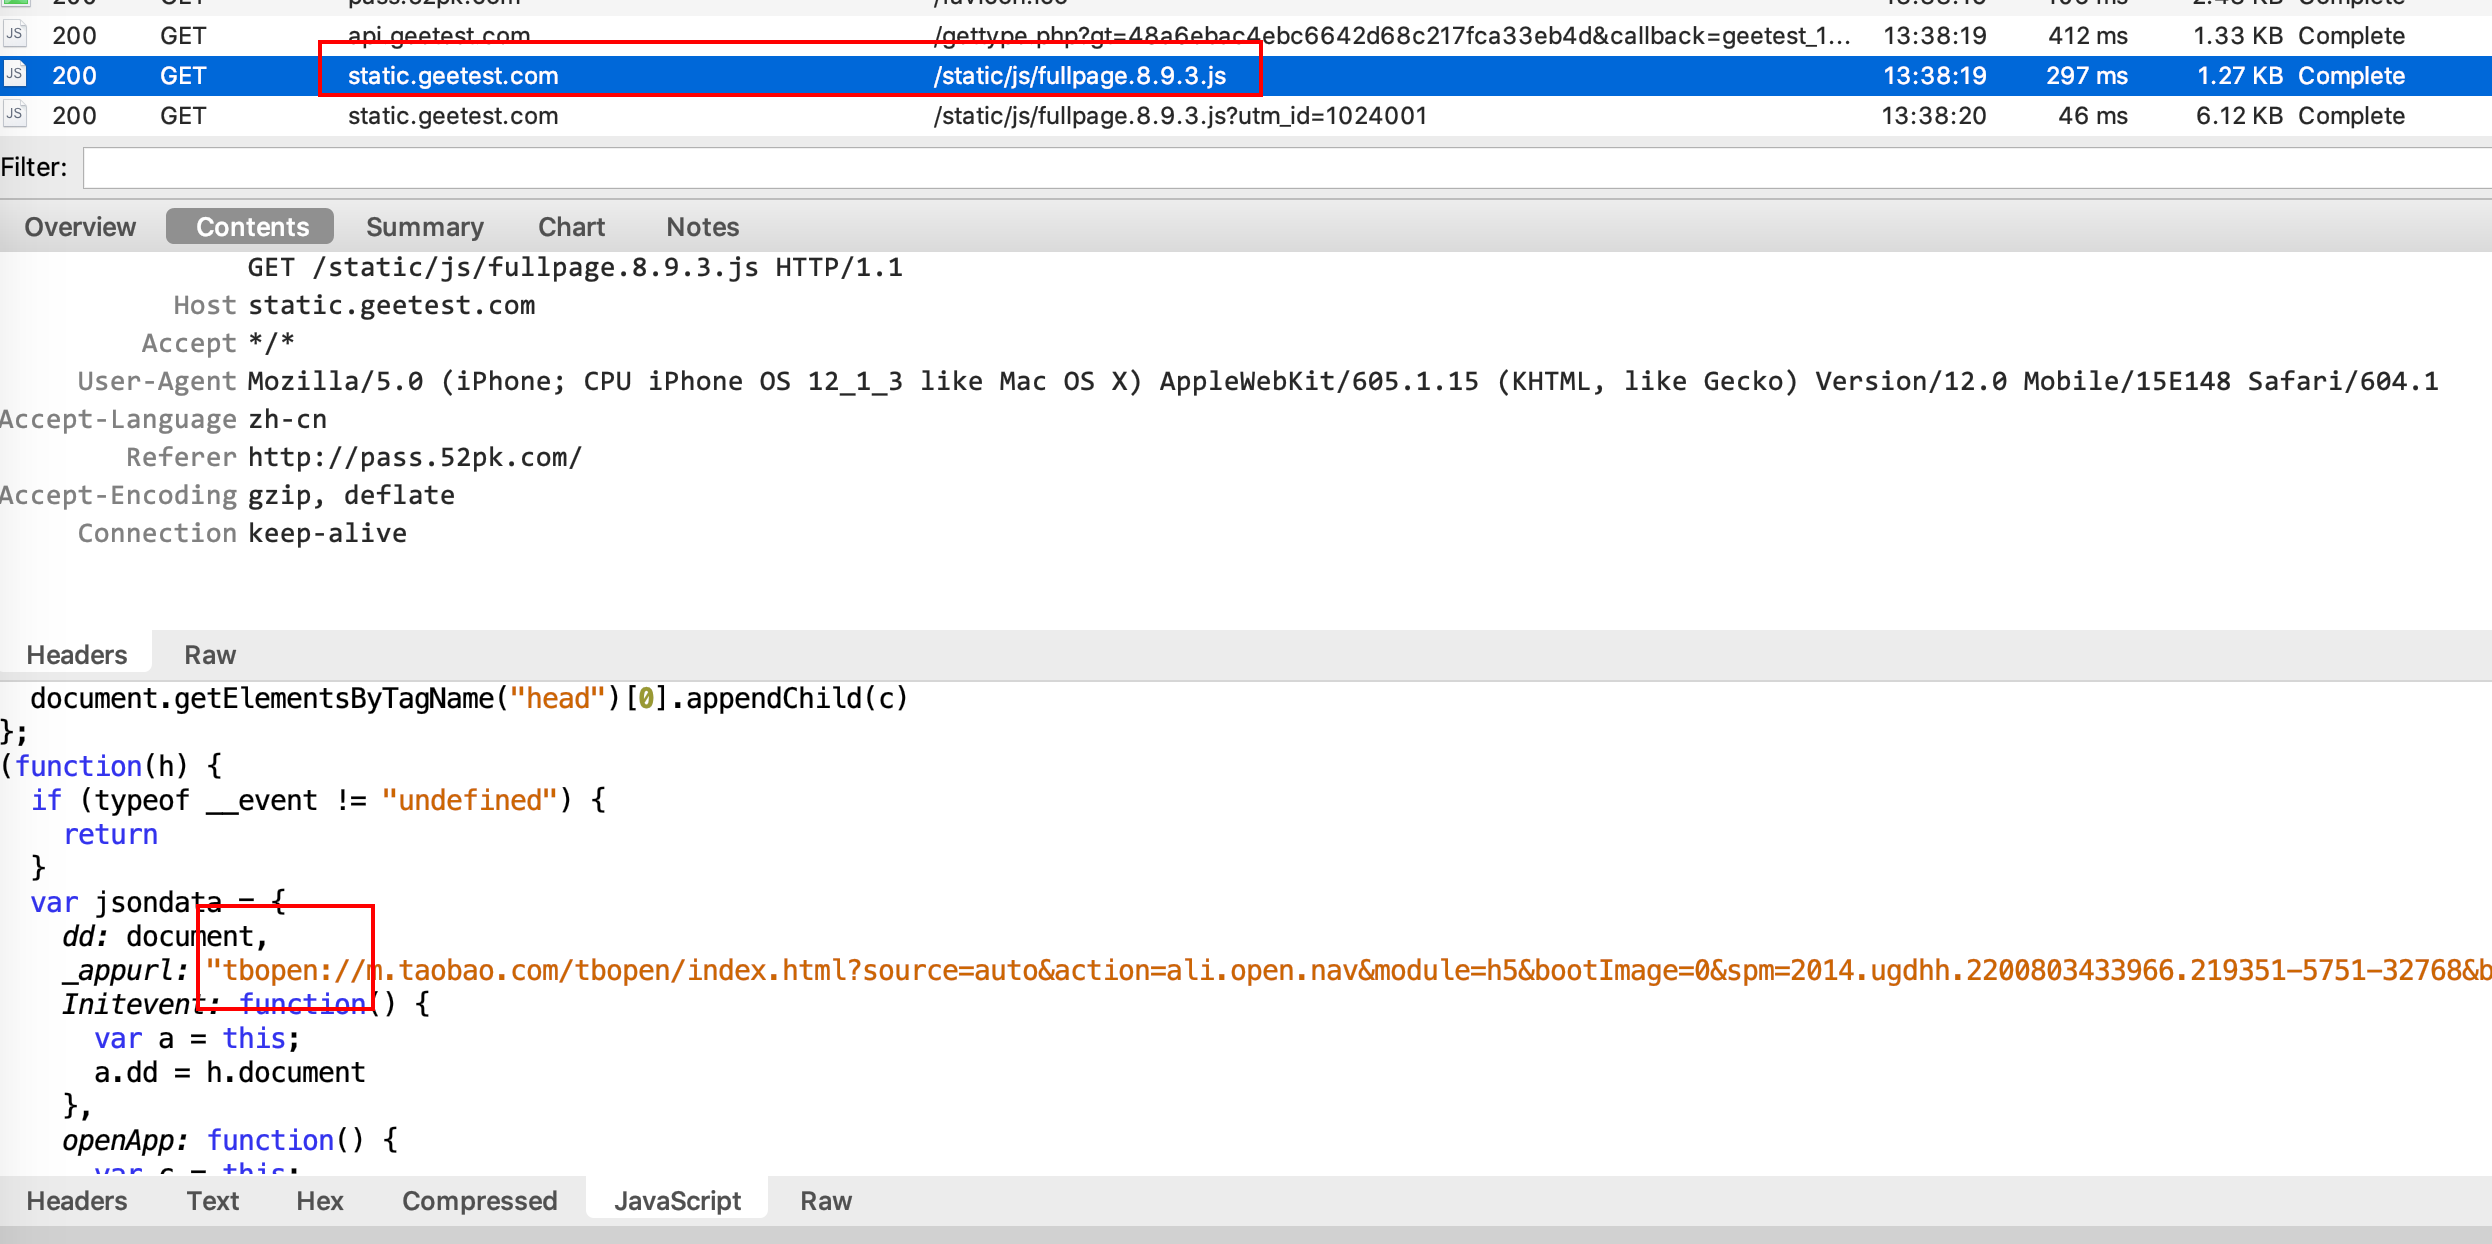 JS 200 GET api.geetest.com /gettype.php?gt=48a6ebac4ebc6642d68c217fca33eb4d&callback=geetest_1... 13:38:19 412 ms 1.33 KB Complete
JS 200 GET static.geetest.com /static/js/fullpage.8.9.3.js 13:38:19 297 ms 1.27 KB Complete
JS 200 GET static.geetest.com /static/js/fullpage.8.9.3.js?utm_id=1024001 13:38:20 46 ms 6.12 KB Complete
Filter:
Overview Contents Summary Chart Notes
GET /static/js/fullpage.8.9.3.js HTTP/1.1
Host static.geetest.com
Accept */*
User-Agent Mozilla/5.0 (iPhone; CPU iPhone OS 12_1_3 like Mac OS X) AppleWebKit/605.1.15 (KHTML, like Gecko) Version/12.0 Mobile/15E148 Safari/604.1
Accept-Language zh-cn
Referer http://pass.52pk.com/
Accept-Encoding gzip, deflate
Connection keep-alive
Headers Raw
document.getElementsByTagName("head")[0].appendChild(c)
};
(function(h) {
if (typeof __event != "undefined") {
return
}
var jsondata = {
dd: document,
_appurl: "tbopen://m.taobao.com/tbopen/index.html?source=auto&action=ali.open.nav&module=h5&bootImage=0&spm=2014.ugdhh.2200803433966.219351-5751-32768&b
Initevent: function() {
var a = this;
a.dd = h.document
},
openApp: function() {
var c = this;
Headers Text Hex Compressed JavaScript Raw